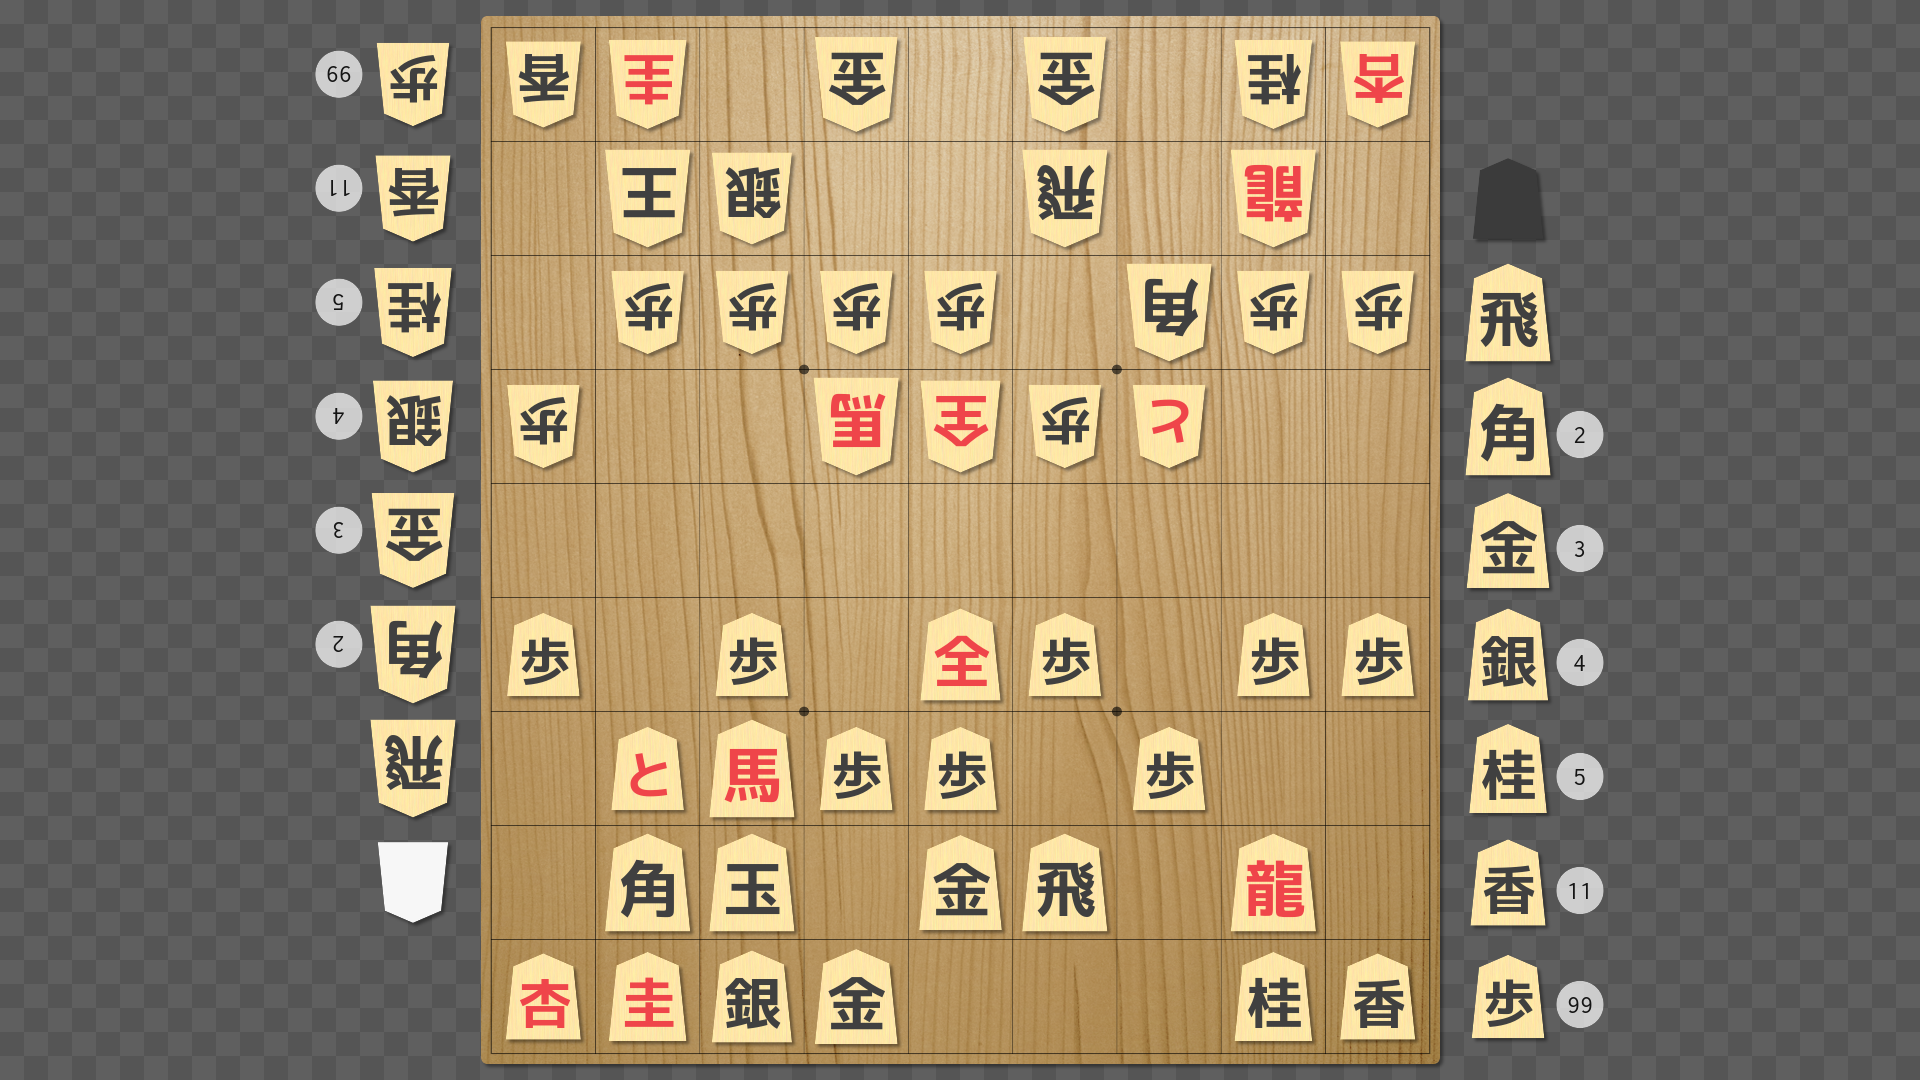 66 歩 香 圭 金 金 桂 杏
11 香 王 銀 飛 龍
5 桂 歩 歩 歩 歩 角 歩 歩 飛
4 銀 歩 馬 全 歩 と 角 2
3 金 金 3
2 角 歩 歩 全 歩 歩 歩 銀 4
飛 と 馬 歩 歩 歩 桂 5
角 玉 金 飛 龍 香 11
杏 圭 銀 金 桂 香 歩 99